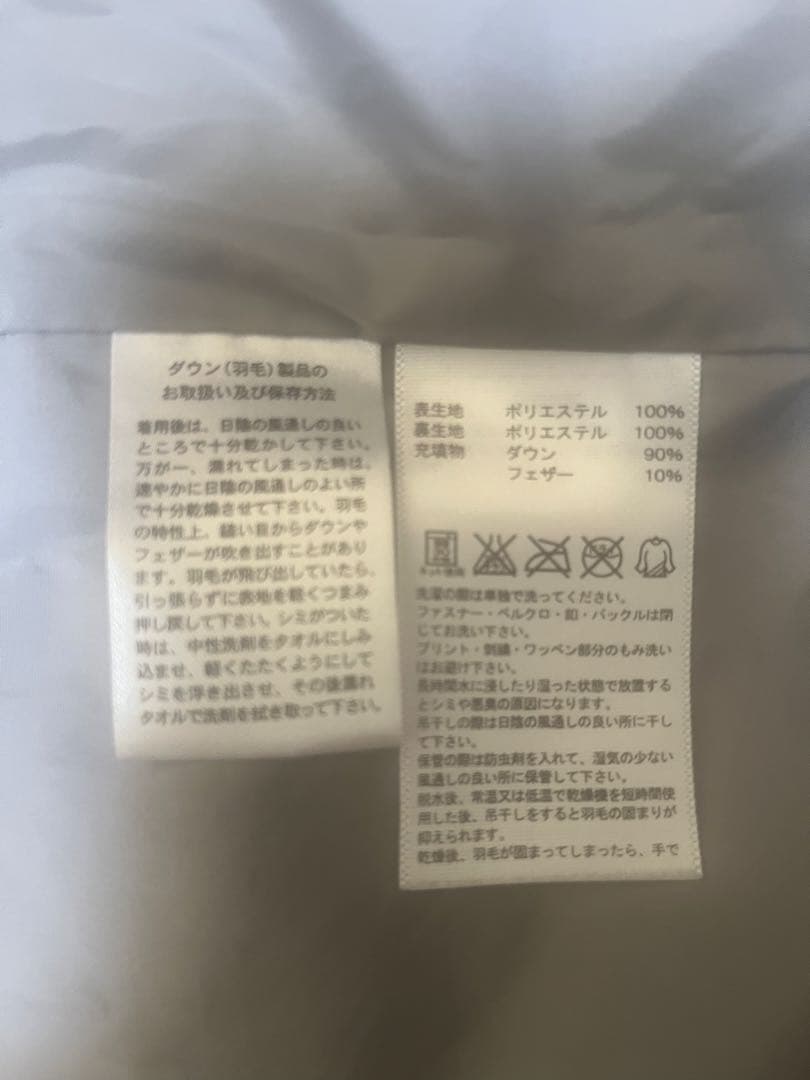 ダウン(羽毛)製品の
お取扱い及び保存方法
着用後は、日陰の風通しの良い
ところで十分乾かして下さい。
万が一、濡れてしまった時は、
速やかに日陰の風通しのよい所
で十分乾燥させて下さい。羽毛
の特性上、縫い目からダウンや
フェザーが吹き出すことがあり
ます。羽毛が飛び出していたら、
引っ張らずに表地を軽くつまみ
押し戻して下さい。シミがついた
時は、中性洗剤をタオルにしみ
込ませ、軽くたたくようにして
シミを浮き出させ、その後濡れ
タオルで洗剤を拭き取って下さい。
表生地 ポリエステル 100%
裏生地 ポリエステル 100%
充填物 ダウン 90%
フェザー 10%
洗濯の際は単独で洗ってください。
ファスナー・ベルクロ・釦・バックルは閉
じてお洗い下さい。
プリント・刺繍・ワッペン部分のもみ洗い
はお避け下さい。
長時間水に浸したり湿った状態で放置する
とシミや悪臭の原因になります。
吊干しの際は日陰の風通しの良い所に干し
て下さい。
保管の際は防虫剤を入れて、湿気の少ない
風通しの良い所に保管して下さい。
脱水後、常温又は低温で乾燥機を短時間使
用した後、吊干しをすると羽毛の固まりが
抑えられます。
乾燥後、羽毛が固まってしまったら、手で